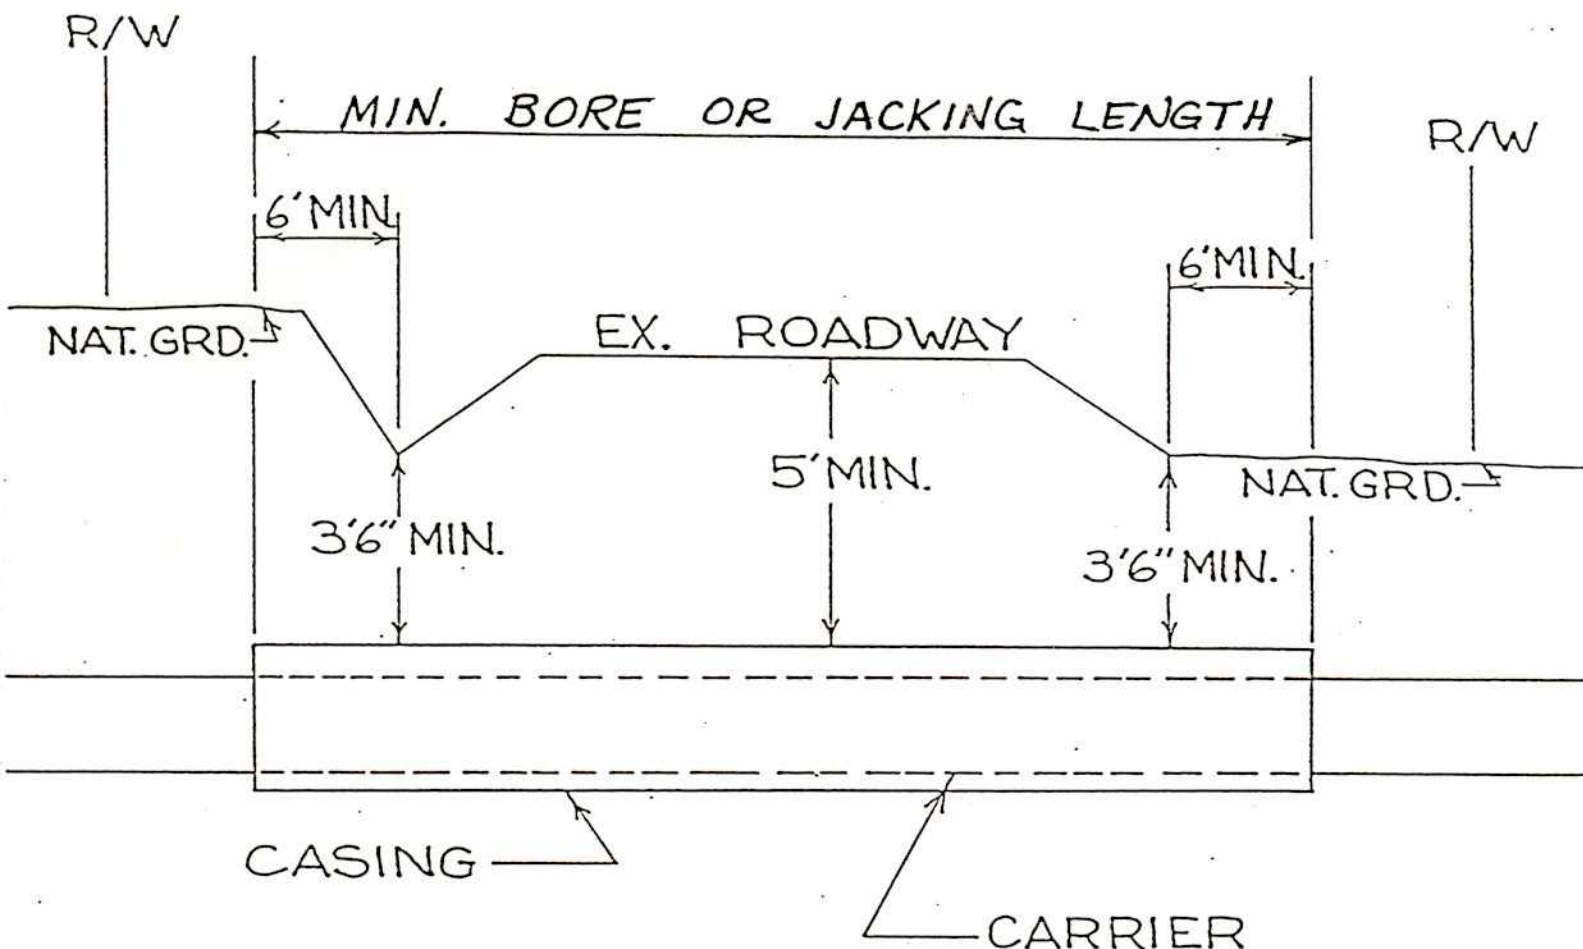 R/W
MIN. BORE OR JACKING LENGTH
R/W
6' MIN.
6' MIN.
NAT. GRD.
EX. ROADWAY
5' MIN.
NAT. GRD.
3'6" MIN.
3'6" MIN.
CASING
CARRIER